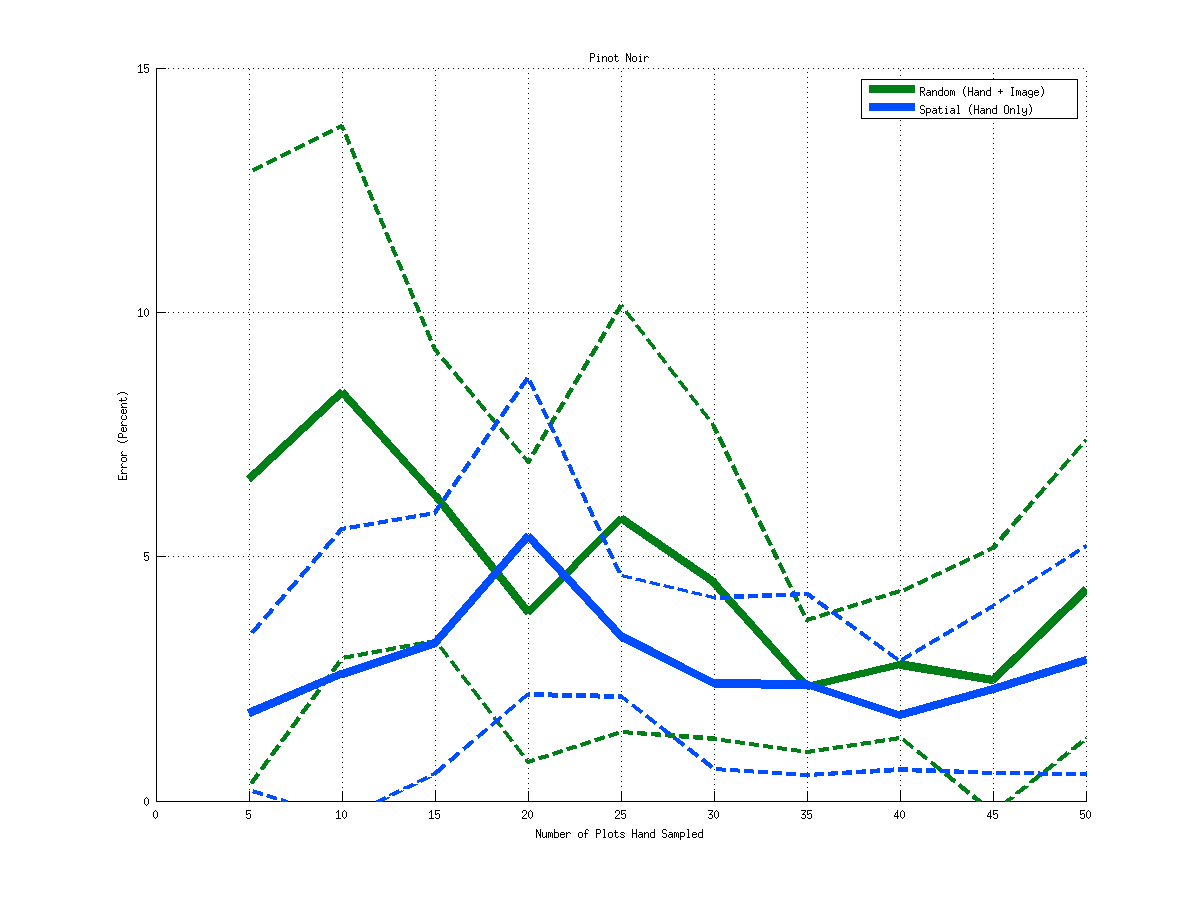 Pinot Noir
15
Random (Hand + Image)
Spatial (Hand Only)
10
Error (Percent)
5
0
0 5 10 15 20 25 30 35 40 45 50
Number of Plots Hand Sampled